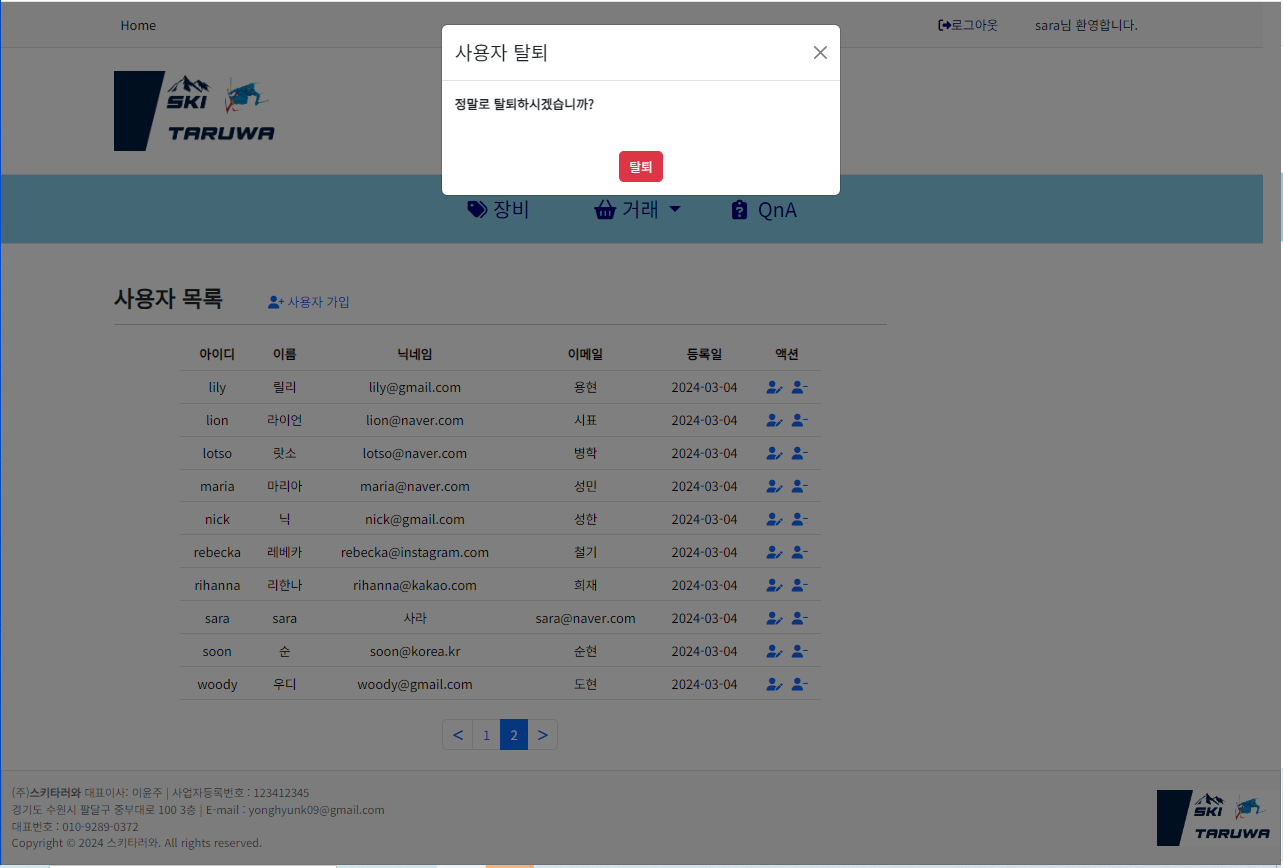 Home
로그아웃 sara님 환영합니다.
사용자 탈퇴
정말로 탈퇴하시겠습니까?
탈퇴
SKI
TARUWA
장비 거래 QnA
사용자 목록 사용자 가입
아이디 이름 닉네임 이메일 등록일 액션
lily 릴리 lily@gmail.com 용현 2024-03-04
lion 라이언 lion@naver.com 시표 2024-03-04
lotso 랏소 lotso@naver.com 병학 2024-03-04
maria 마리아 maria@naver.com 성민 2024-03-04
nick 닉 nick@gmail.com 성한 2024-03-04
rebecka 레베카 rebecka@instagram.com 철기 2024-03-04
rihanna 리한나 rihanna@kakao.com 희재 2024-03-04
sara sara 사라 sara@naver.com 2024-03-04
soon 순 soon@korea.kr 순현 2024-03-04
woody 우디 woody@gmail.com 도현 2024-03-04
< 1 2 >
(주)스키타러와 대표이사: 이윤주 | 사업자등록번호 : 123412345
경기도 수원시 팔달구 중부대로 100 3층 | E-mail : yonghyunk09@gmail.com
대표번호 : 010-9289-0372
Copyright © 2024 스키타러와. All rights reserved.
SKI
TARUWA